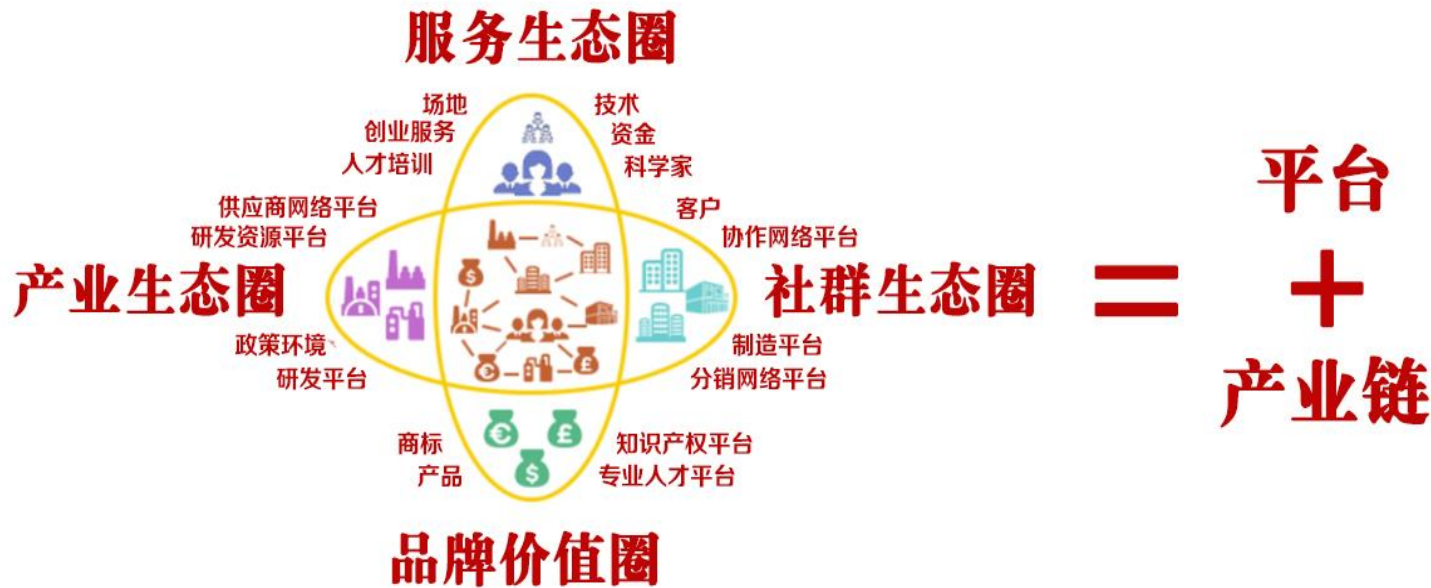 服务生态圈
场地
技术
创业服务
资金
人才培训
科学家
供应商网络平台
客户
研发资源平台
协作网络平台
产业生态圈
社群生态圈
=
平台
+
产业链
政策环境、
制造平台
研发平台
分销网络平台
商标
知识产权平台
产品
专业人才平台
品牌价值圈
€
£
$
$
€
£